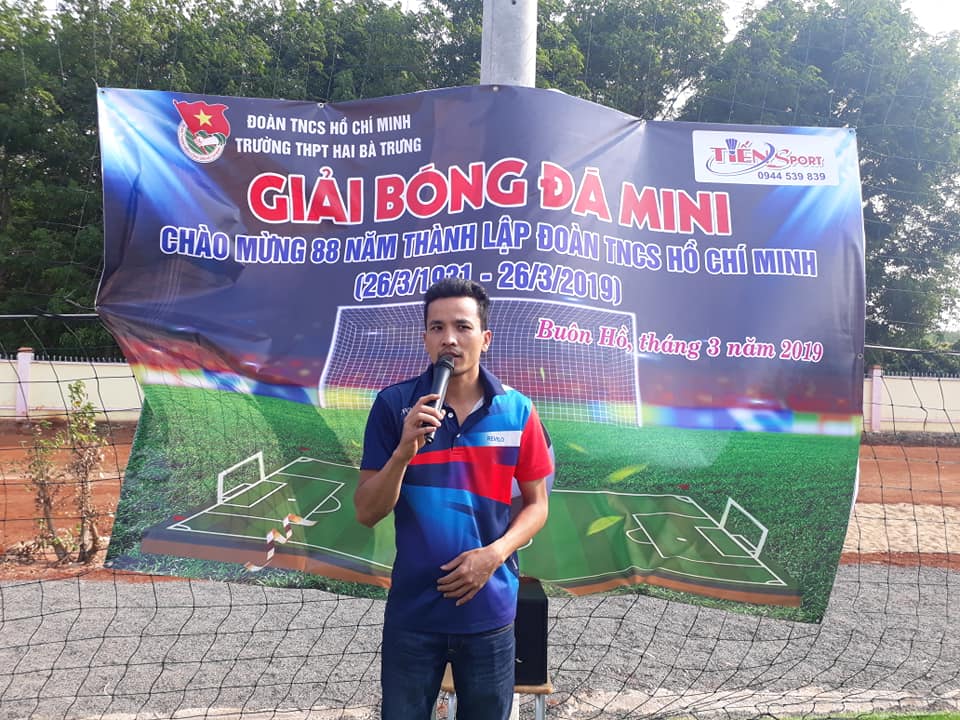 ĐOÀN TNCS HỒ CHÍ MINH
TRƯỜNG THPT HAI BÀ TRƯNG
TIẾN SPORT
0944 539 839
GIẢI BÓNG ĐÁ MINI
CHÀO MỪNG 88 NĂM THÀNH LẬP ĐOÀN TNCS HỒ CHÍ MINH
(26/3/1931 - 26/3/2019)
Buôn Hồ, tháng 3 năm 2019
REVILO